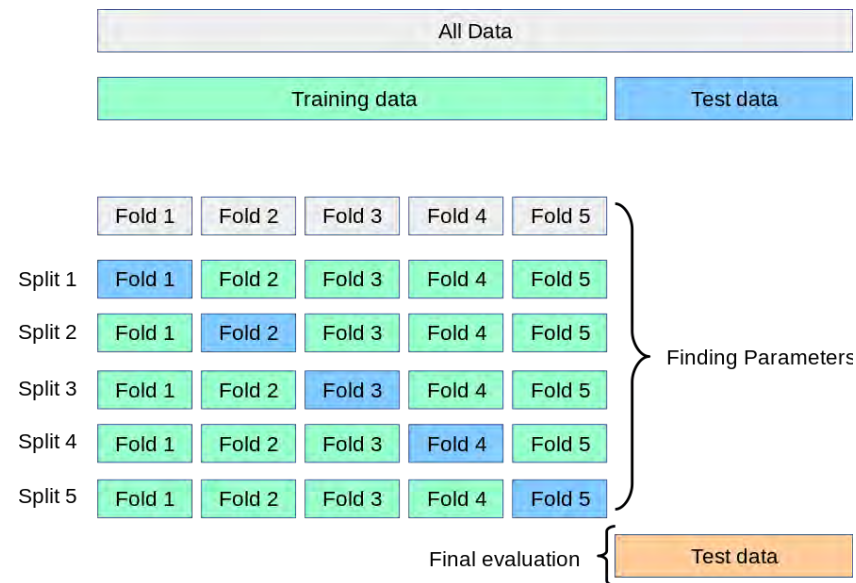 All Data
Training data Test data
Fold 1 Fold 2 Fold 3 Fold 4 Fold 5
Split 1 Fold 1 Fold 2 Fold 3 Fold 4 Fold 5
Split 2 Fold 1 Fold 2 Fold 3 Fold 4 Fold 5
Finding Parameters
Split 3 Fold 1 Fold 2 Fold 3 Fold 4 Fold 5
Split 4 Fold 1 Fold 2 Fold 3 Fold 4 Fold 5
Split 5 Fold 1 Fold 2 Fold 3 Fold 4 Fold 5
Final evaluation Test data